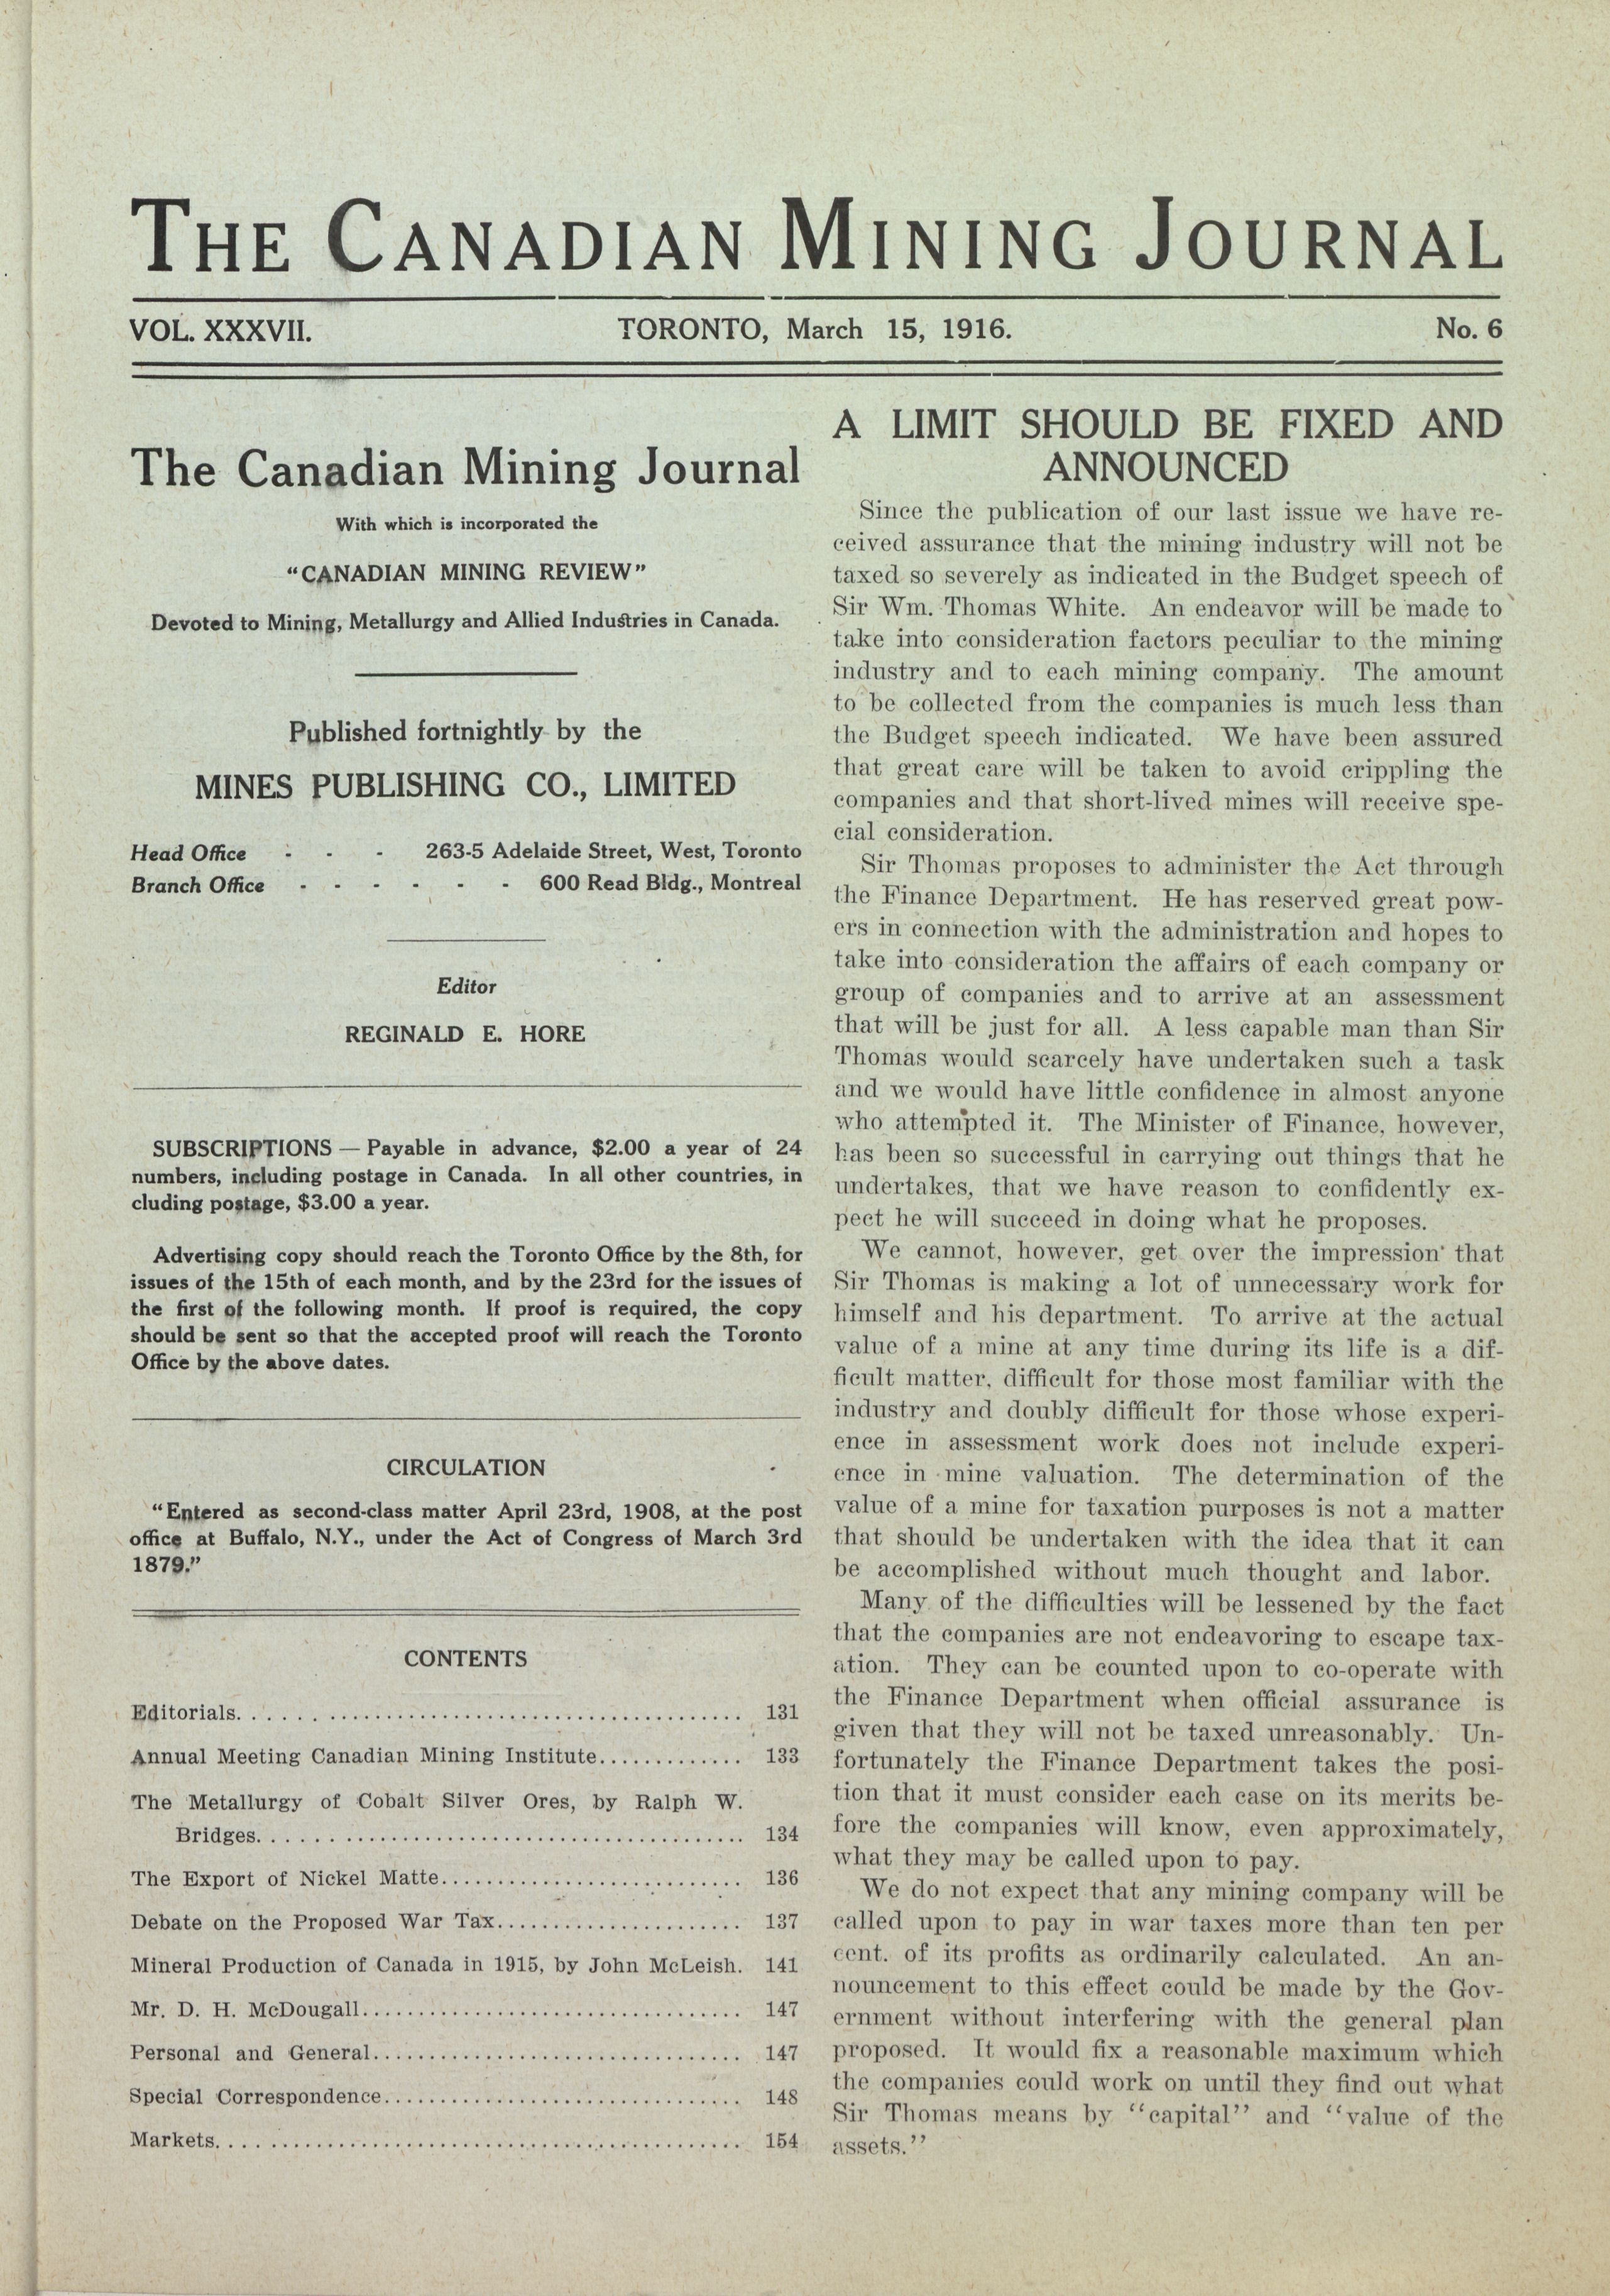 THE CANADIAN MINING JOURNAL
VOL. XXXVII. TORONTO, March 15, 1916. No. 6
The Canadian Mining Journal
With which is incorporated the
"CANADIAN MINING REVIEW"
Devoted to Mining, Metallurgy and Allied Industries in Canada.
Published fortnightly by the
MINES PUBLISHING CO., LIMITED
Head Office - - - 263-5 Adelaide Street, West, Toronto
Branch Office - - - - - - 600 Read Bldg., Montreal
Editor
REGINALD E. HORE
SUBSCRIPTIONS — Payable in advance, $2.00 a year of 24
numbers, including postage in Canada. In all other countries, in
cluding postage, $3.00 a year.
Advertising copy should reach the Toronto Office by the 8th, for
issues of the 15th of each month, and by the 23rd for the issues of
the first of the following month. If proof is required, the copy
should be sent so that the accepted proof will reach the Toronto
Office by the above dates.
CIRCULATION
"Entered as second-class matter April 23rd, 1908, at the post
office at Buffalo, N.Y., under the Act of Congress of March 3rd
1879."
CONTENTS
Editorials............................................ 131
Annual Meeting Canadian Mining Institute............. 133
The Metallurgy of Cobalt Silver Ores, by Ralph W.
Bridges............................................ 134
The Export of Nickel Matte........................... 136
Debate on the Proposed War Tax...................... 137
Mineral Production of Canada in 1915, by John McLeish. 141
Mr. D. H. McDougall.................................. 147
Personal and General................................. 147
Special Correspondence................................ 148
Markets............................................... 154
A LIMIT SHOULD BE FIXED AND
ANNOUNCED
Since the publication of our last issue we have re-
ceived assurance that the mining industry will not be
taxed so severely as indicated in the Budget speech of
Sir Wm. Thomas White. An endeavor will be made to
take into consideration factors peculiar to the mining
industry and to each mining company. The amount
to be collected from the companies is much less than
the Budget speech indicated. We have been assured
that great care will be taken to avoid crippling the
companies and that short-lived mines will receive spe-
cial consideration.
Sir Thomas proposes to administer the Act through
the Finance Department. He has reserved great pow-
ers in connection with the administration and hopes to
take into consideration the affairs of each company or
group of companies and to arrive at an assessment
that will be just for all. A less capable man than Sir
Thomas would scarcely have undertaken such a task
and we would have little confidence in almost anyone
who attempted it. The Minister of Finance, however,
has been so successful in carrying out things that he
undertakes, that we have reason to confidently ex-
pect he will succeed in doing what he proposes.
We cannot, however, get over the impression that
Sir Thomas is making a lot of unnecessary work for
himself and his department. To arrive at the actual
value of a mine at any time during its life is a dif-
ficult matter, difficult for those most familiar with the
industry and doubly difficult for those whose experi-
ence in assessment work does not include experi-
ence in mine valuation. The determination of the
value of a mine for taxation purposes is not a matter
that should be undertaken with the idea that it can
be accomplished without much thought and labor.
Many of the difficulties will be lessened by the fact
that the companies are not endeavoring to escape tax-
ation. They can be counted upon to co-operate with
the Finance Department when official assurance is
given that they will not be taxed unreasonably. Un-
fortunately the Finance Department takes the posi-
tion that it must consider each case on its merits be-
fore the companies will know, even approximately,
what they may be called upon to pay.
We do not expect that any mining company will be
called upon to pay in war taxes more than ten per
cent. of its profits as ordinarily calculated. An an-
nouncement to this effect could be made by the Gov-
ernment without interfering with the general plan
proposed. It would fix a reasonable maximum which
the companies could work on until they find out what
Sir Thomas means by "capital" and "value of the
assets."